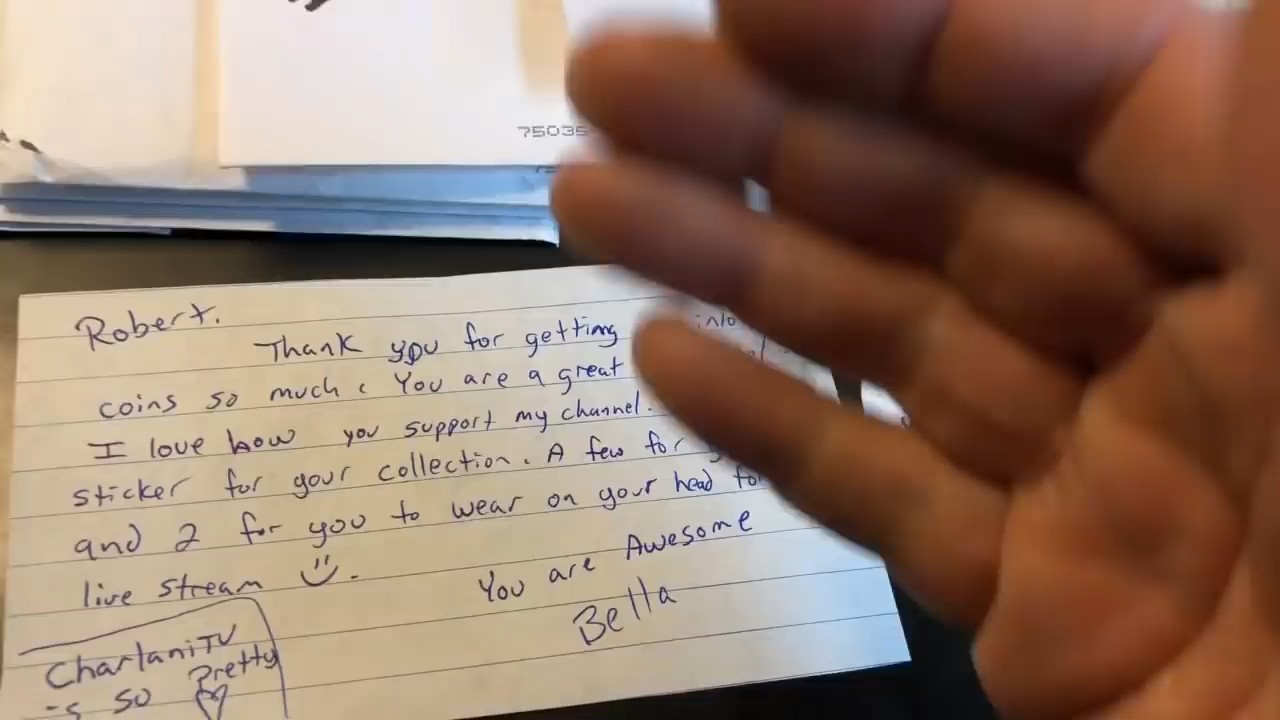 75035
Robert.
Thank you for getting into
coins so much. You are a great
I love how you support my channel.
sticker for your collection. A few for
and 2 for you to wear on your head for
live stream
You are Awesome
Bella
CharlaniTV
is so Pretty